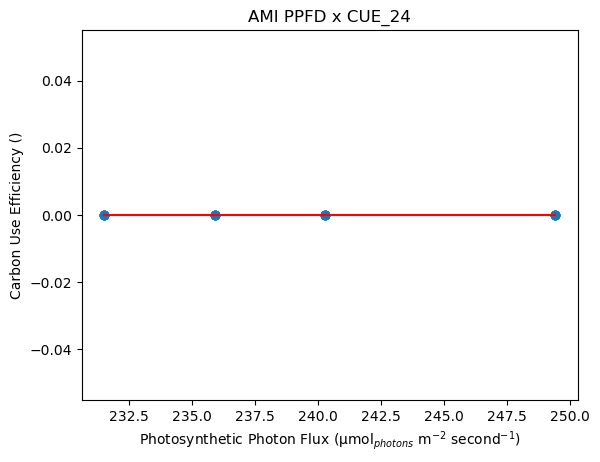 AMI PPFD x CUE_24
0.04
0.02
0.00
−0.02
−0.04
Carbon Use Efficiency ()
232.5 235.0 237.5 240.0 242.5 245.0 247.5 250.0
Photosynthetic Photon Flux (μmol$_{photons}$ m$^{-2}$ second$^{-1}$)